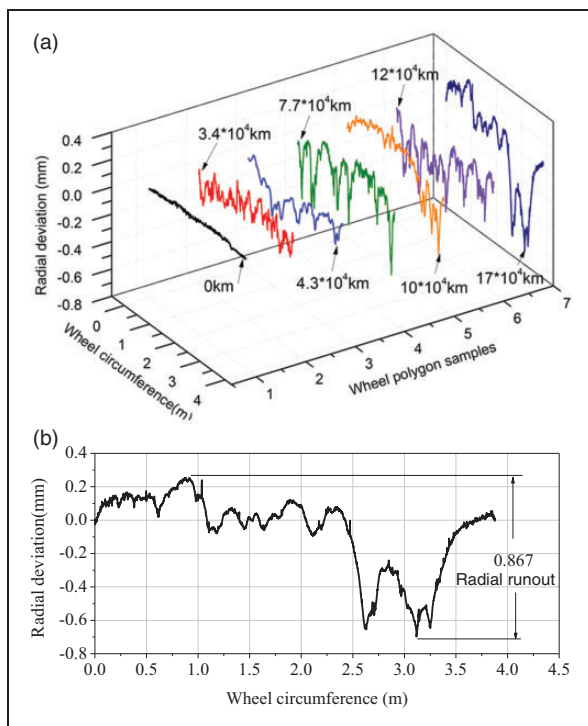 (a)
12*10⁴km
7.7*10⁴km
3.4*10⁴km
0.4
0.2
0.0
-0.2
-0.4
-0.6
-0.8
Radial deviation (mm)
0km
4.3*10⁴km
10*10⁴km
17*10⁴km
0
1
2
3
4
Wheel circumference(m)
1
2
3
4
5
6
7
Wheel polygon samples
(b)
0.4
0.2
0.0
-0.2
-0.4
-0.6
-0.8
Radial deviation(mm)
0.867
Radial runout
0.0 0.5 1.0 1.5 2.0 2.5 3.0 3.5 4.0 4.5
Wheel circumference (m)